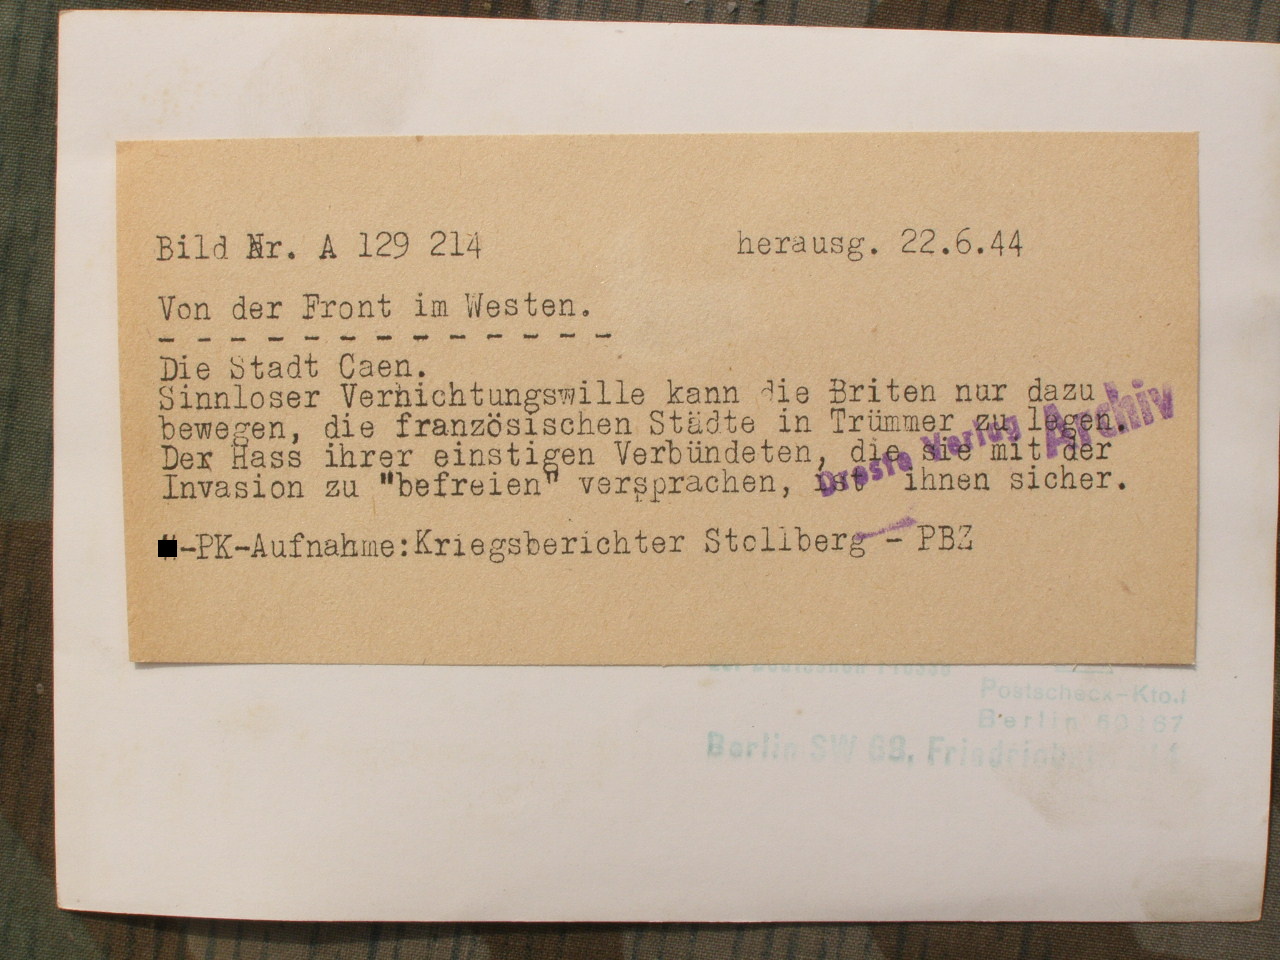 Bild Nr. A 129 214 herausg. 22.6.44
Von der Front im Westen.
- - - - - - - - - - - - -
Die Stadt Caen.
Sinnloser Vernichtungswille kann die Briten nur dazu
bewegen, die französischen Städte in Trümmer zu legen.
Der Hass ihrer einstigen Verbündeten, die sie mit der
Invasion zu "befreien" versprachen, ist ihnen sicher.
-PK-Aufnahme:Kriegsberichter Stollberg - PBZ
Droste Verlag Archiv
Postscheck-Kto.:
Berlin
Berlin SW 68,